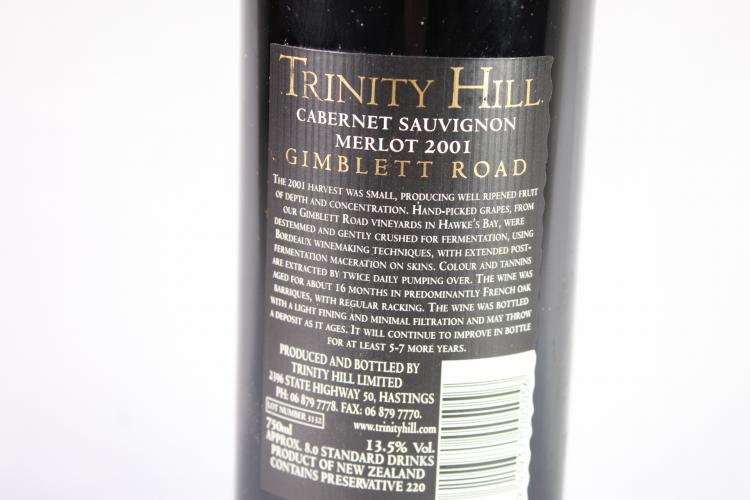 TRINITY HILL
CABERNET SAUVIGNON
MERLOT 2001
GIMBLETT ROAD
THE 2001 HARVEST WAS SMALL, PRODUCING WELL RIPENED FRUIT
OF DEPTH AND CONCENTRATION. HAND-PICKED GRAPES, FROM
OUR GIMBLETT ROAD VINEYARDS IN HAWKE'S BAY, WERE
DESTEMMED AND GENTLY CRUSHED FOR FERMENTATION, USING
BORDEAUX WINEMAKING TECHNIQUES, WITH EXTENDED POST-
FERMENTATION MACERATION ON SKINS. COLOUR AND TANNINS
ARE EXTRACTED BY TWICE DAILY PUMPING OVER. THE WINE WAS
AGED FOR ABOUT 16 MONTHS IN PREDOMINANTLY FRENCH OAK
BARRIQUES, WITH REGULAR RACKING. THE WINE WAS BOTTLED
WITH A LIGHT FINING AND MINIMAL FILTRATION AND MAY THROW
A DEPOSIT AS IT AGES. IT WILL CONTINUE TO IMPROVE IN BOTTLE
FOR AT LEAST 5-7 MORE YEARS.
PRODUCED AND BOTTLED BY
TRINITY HILL LIMITED
2396 STATE HIGHWAY 50, HASTINGS
PH: 06 879 7778. FAX: 06 879 7770.
LOT NUMBER 3132
www.trinityhill.com
750ml
13.5% Vol.
APPROX. 8.0 STANDARD DRINKS
PRODUCT OF NEW ZEALAND
CONTAINS PRESERVATIVE 220